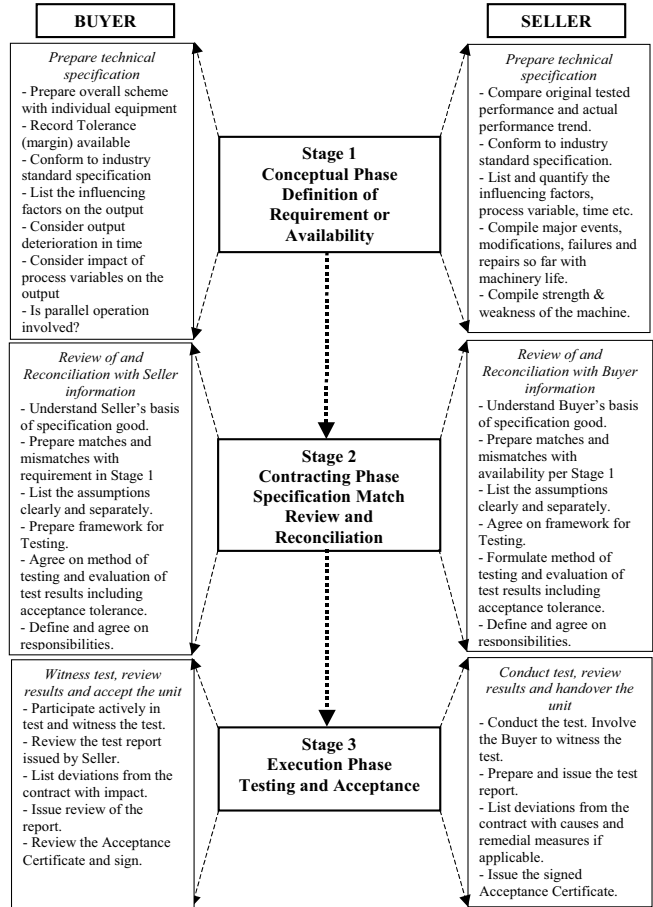 BUYER
SELLER
Prepare technical
specification
- Prepare overall scheme
with individual equipment
- Record Tolerance
(margin) available
- Conform to industry
standard specification
- List the influencing
factors on the output
- Consider output
deterioration in time
- Consider impact of
process variables on the
output
- Is parallel operation
involved?
Stage 1
Conceptual Phase
Definition of
Requirement or
Availability
Prepare technical
specification
- Compare original tested
performance and actual
performance trend.
- Conform to industry
standard specification.
- List and quantify the
influencing factors,
process variable, time etc.
- Compile major events,
modifications, failures and
repairs so far with
machinery life.
- Compile strength &
weakness of the machine.
Review of and
Reconciliation with Seller
information
- Understand Seller's basis
of specification good.
- Prepare matches and
mismatches with
requirement in Stage 1
- List the assumptions
clearly and separately.
- Prepare framework for
Testing.
- Agree on method of
testing and evaluation of
test results including
acceptance tolerance.
- Define and agree on
responsibilities.
Stage 2
Contracting Phase
Specification Match
Review and
Reconciliation
Review of and
Reconciliation with Buyer
information
- Understand Buyer's basis
of specification good.
- Prepare matches and
mismatches with
availability per Stage 1
- List the assumptions
clearly and separately.
- Agree on framework for
Testing.
- Formulate method of
testing and evaluation of
test results including
acceptance tolerance.
- Define and agree on
responsibilities.
Witness test, review
results and accept the unit
- Participate actively in
test and witness the test.
- Review the test report
issued by Seller.
- List deviations from the
contract with impact.
- Issue review of the
report.
- Review the Acceptance
Certificate and sign.
Stage 3
Execution Phase
Testing and Acceptance
Conduct test, review
results and handover the
unit
- Conduct the test. Involve
the Buyer to witness the
test.
- Prepare and issue the test
report.
- List deviations from the
contract with causes and
remedial measures if
applicable.
- Issue the signed
Acceptance Certificate.